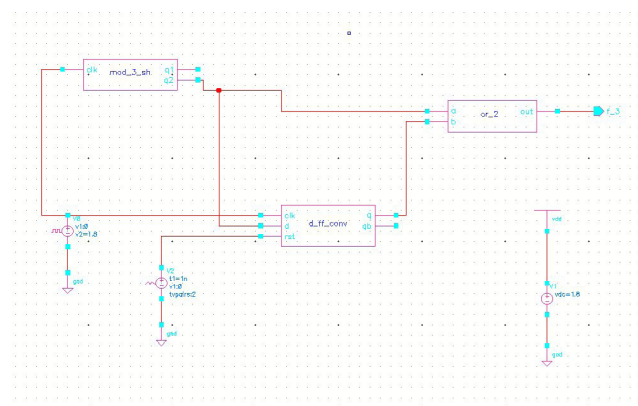 clk
mod_3_sh
q1
q2
a
b
or_2
out
f_3
clk
d
rst
d_ff_conv
q
qb
V0
v1:0
v2=1.8
gnd
V2
t1=1n
v1:0
tvpairs:2
gnd
vdd
V1
vdc=1.8
gnd